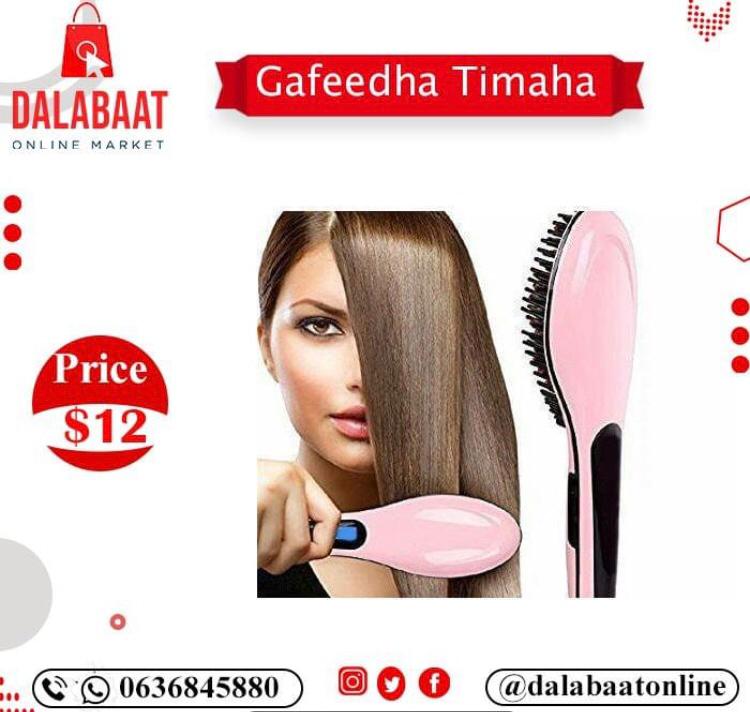 DALABAAT
ONLINE MARKET
Gafeedha Timaha
Price
$12
0636845880
@dalabaatonline